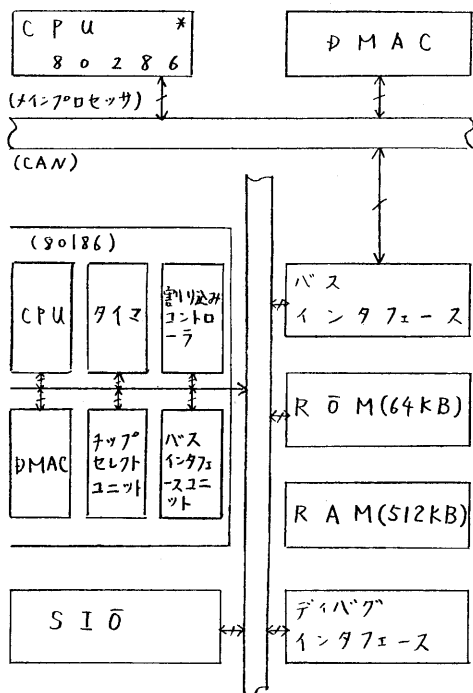 CPU *
80286
DMAC
(メインプロセッサ)
(CAN)
(80186)
CPU
タイマ
割り込み
コントロ
ーラ
バス
インタフェース
ROM(64KB)
DMAC
チップ
セレクト
ユニット
バス
インタフェ
ースユニ
ット
RAM(512KB)
SIO
ディバグ
インタフェース